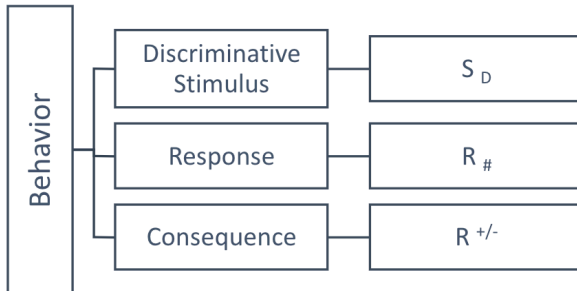 Behavior
Discriminative
Stimulus
S D
Response
R #
Consequence
R +/-